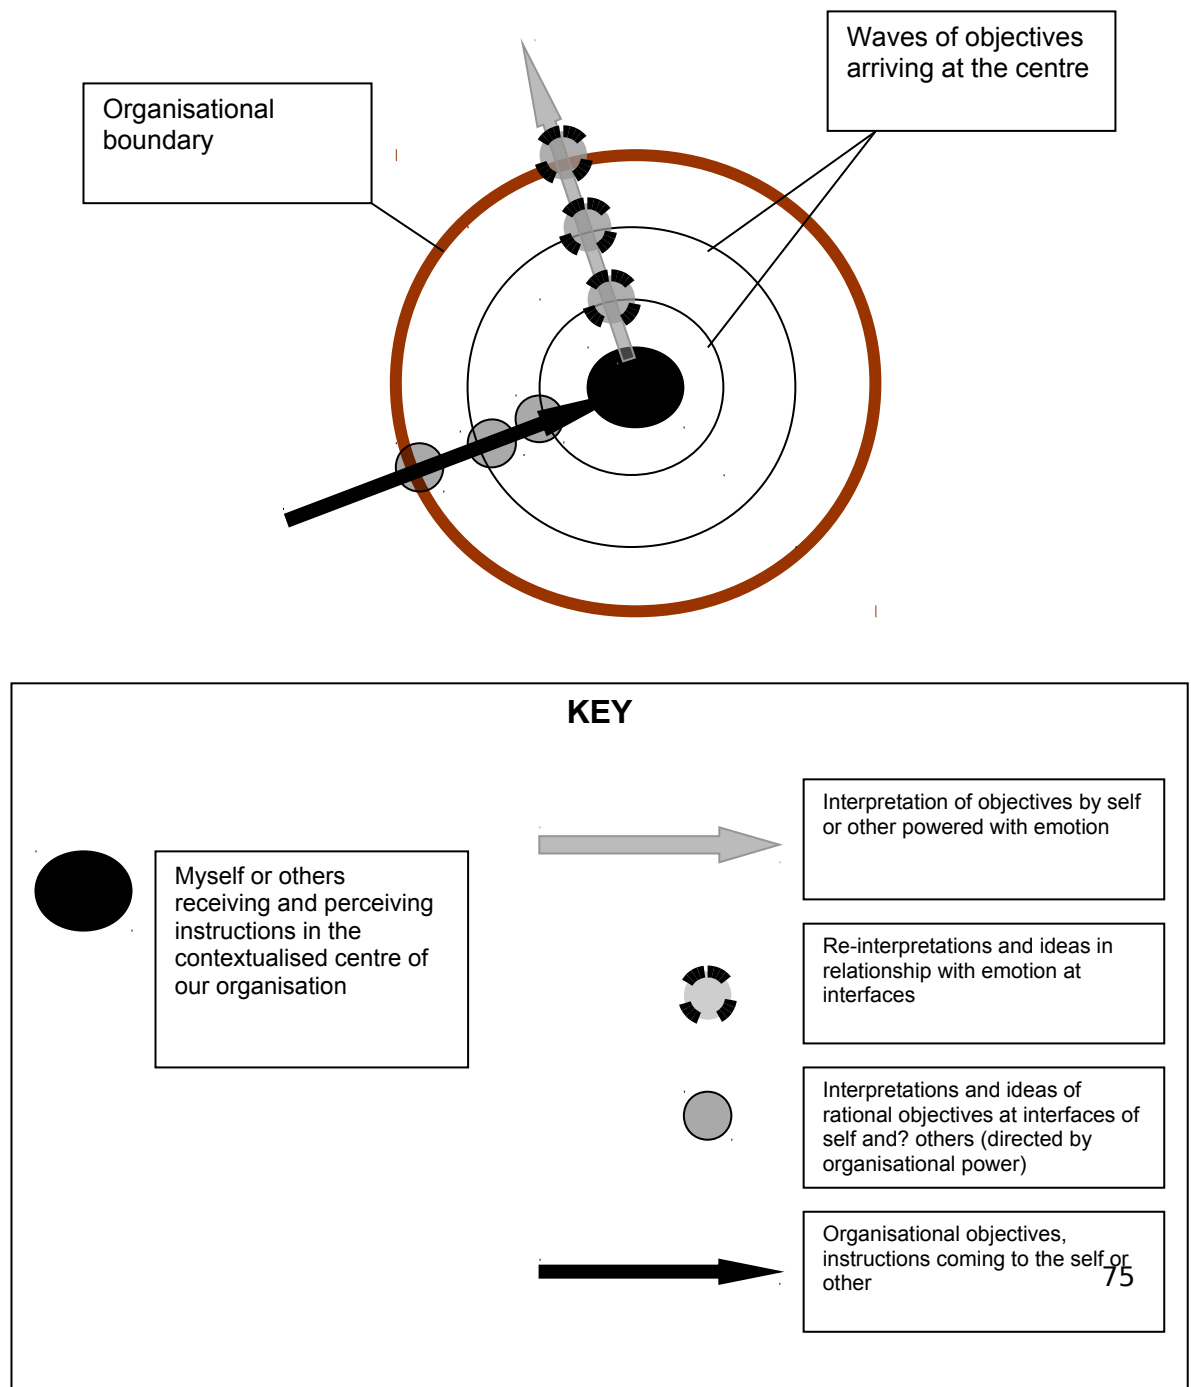 Waves of objectives
arriving at the centre
Organisational
boundary
KEY
Interpretation of objectives by self
or other powered with emotion
Myself or others
receiving and perceiving
instructions in the
contextualised centre of
our organisation
Re-interpretations and ideas in
relationship with emotion at
interfaces
Interpretations and ideas of
rational objectives at interfaces of
self and? others (directed by
organisational power)
Organisational objectives,
instructions coming to the self or
other
75